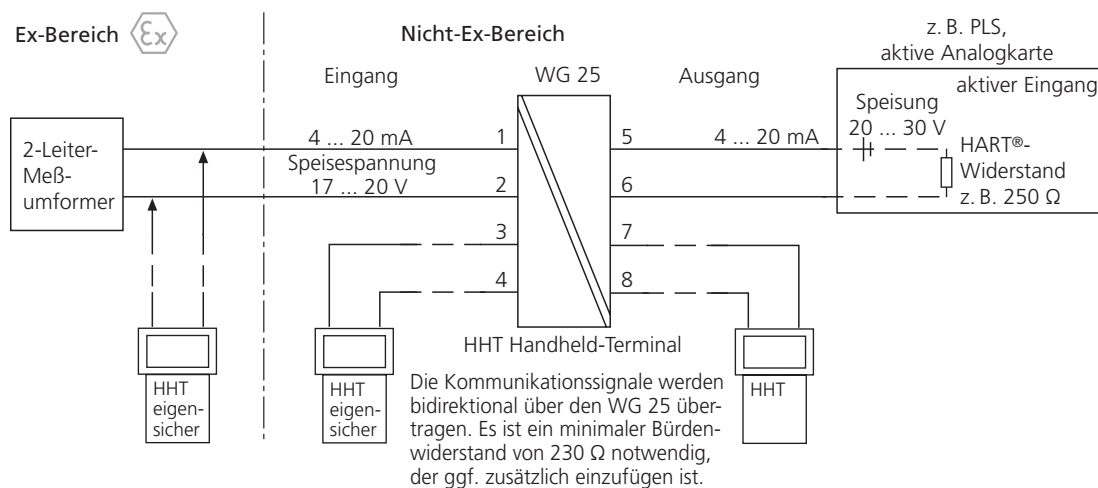 Ex-Bereich
Ex
Nicht-Ex-Bereich
z. B. PLS,
aktive Analogkarte
Eingang
WG 25
Ausgang
aktiver Eingang
Speisung
20 ... 30 V
2-Leiter-
Meß-
umformer
4 ... 20 mA
1
5
4 ... 20 mA
HART®-
Widerstand
z. B. 250 Ω
Speisespannung
17 ... 20 V
2
6
3
7
4
8
HHT Handheld-Terminal
HHT
eigen-
sicher
HHT
eigen-
sicher
HHT
Die Kommunikationssignale werden
bidirektional über den WG 25 über-
tragen. Es ist ein minimaler Bürden-
widerstand von 230 Ω notwendig,
der ggf. zusätzlich einzufügen ist.